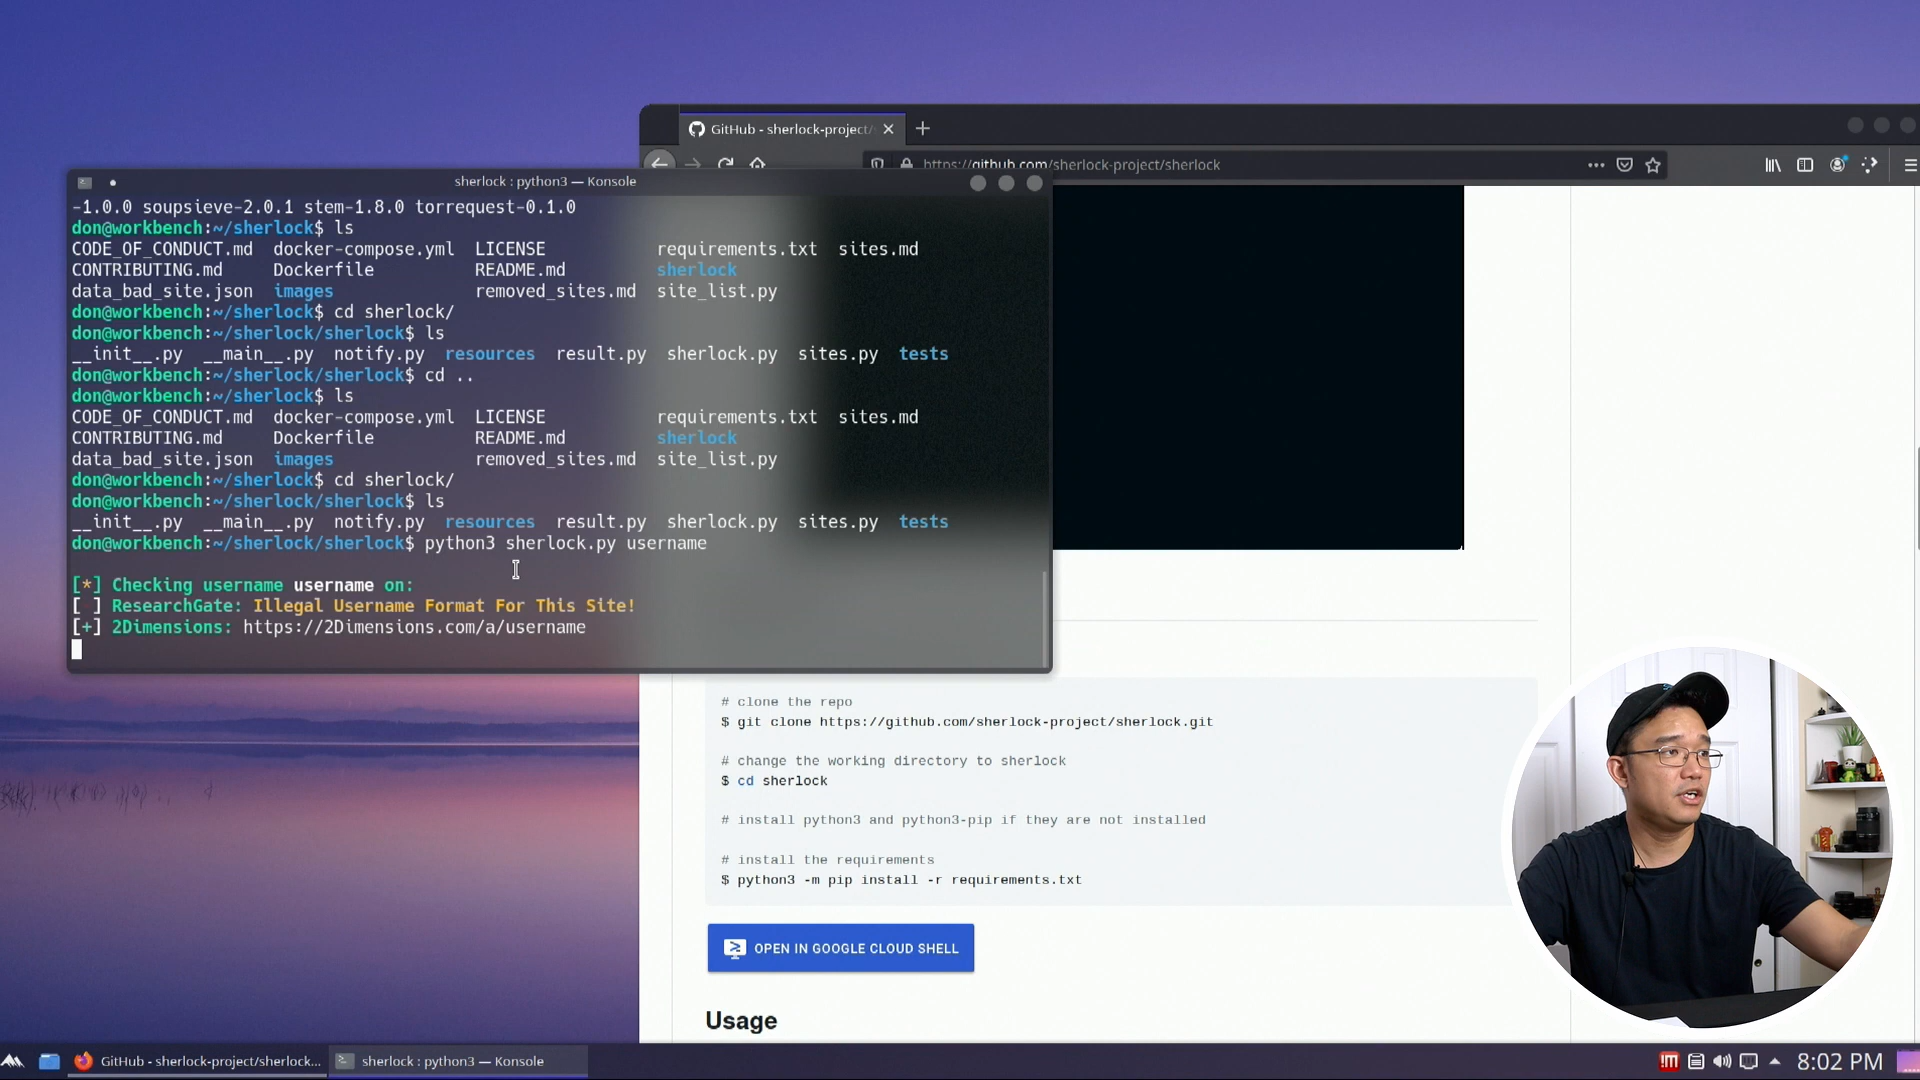 GitHub - sherlock-project/
https://github.com/sherlock-project/sherlock
sherlock : python3 — Konsole
-1.0.0 soupsieve-2.0.1 stem-1.8.0 torrequest-0.1.0
don@workbench:~/sherlock$ ls
CODE_OF_CONDUCT.md docker-compose.yml LICENSE requirements.txt sites.md
CONTRIBUTING.md Dockerfile README.md sherlock
data_bad_site.json images removed_sites.md site_list.py
don@workbench:~/sherlock$ cd sherlock/
don@workbench:~/sherlock/sherlock$ ls
__init__.py __main__.py notify.py resources result.py sherlock.py sites.py tests
don@workbench:~/sherlock/sherlock$ cd ..
don@workbench:~/sherlock/sherlock$ ls
CODE_OF_CONDUCT.md docker-compose.yml LICENSE requirements.txt sites.md
CONTRIBUTING.md Dockerfile README.md sherlock
data_bad_site.json images removed_sites.md site_list.py
don@workbench:~/sherlock$ cd sherlock/
don@workbench:~/sherlock/sherlock$ ls
__init__.py __main__.py notify.py resources result.py sherlock.py sites.py tests
don@workbench:~/sherlock/sherlock$ python3 sherlock.py username
[*] Checking username username on:
[ ] ResearchGate: Illegal Username Format For This Site!
[+] 2Dimensions: https://2Dimensions.com/a/username
# clone the repo
$ git clone https://github.com/sherlock-project/sherlock.git
# change the working directory to sherlock
$ cd sherlock
# install python3 and python3-pip if they are not installed
# install the requirements
$ python3 -m pip install -r requirements.txt
OPEN IN GOOGLE CLOUD SHELL
Usage
GitHub - sherlock-project/sherlock...
sherlock : python3 — Konsole
8:02 PM